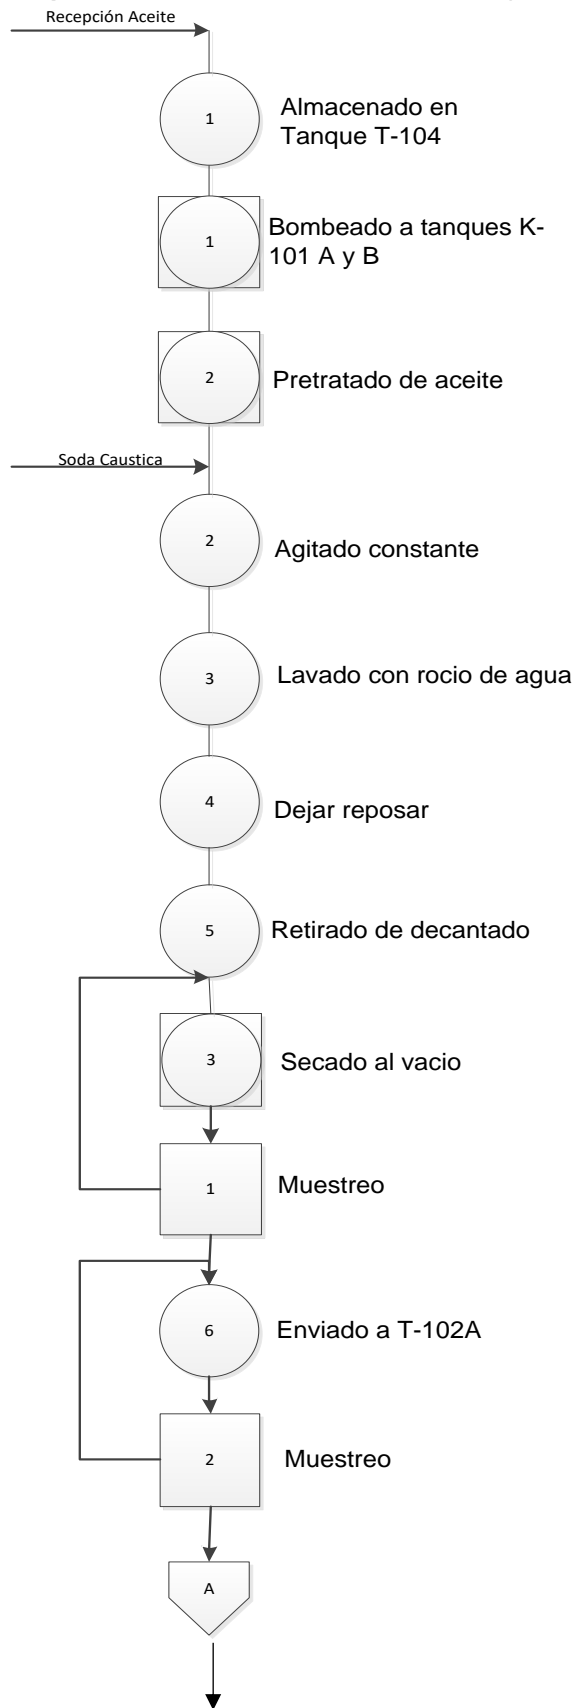 Recepción Aceite
1
Almacenado en
Tanque T-104
1
Bombeado a tanques K-
101 A y B
2
Pretratado de aceite
Soda Caustica
2
Agitado constante
3
Lavado con rocio de agua
4
Dejar reposar
5
Retirado de decantado
3
Secado al vacio
1
Muestreo
6
Enviado a T-102A
2
Muestreo
A